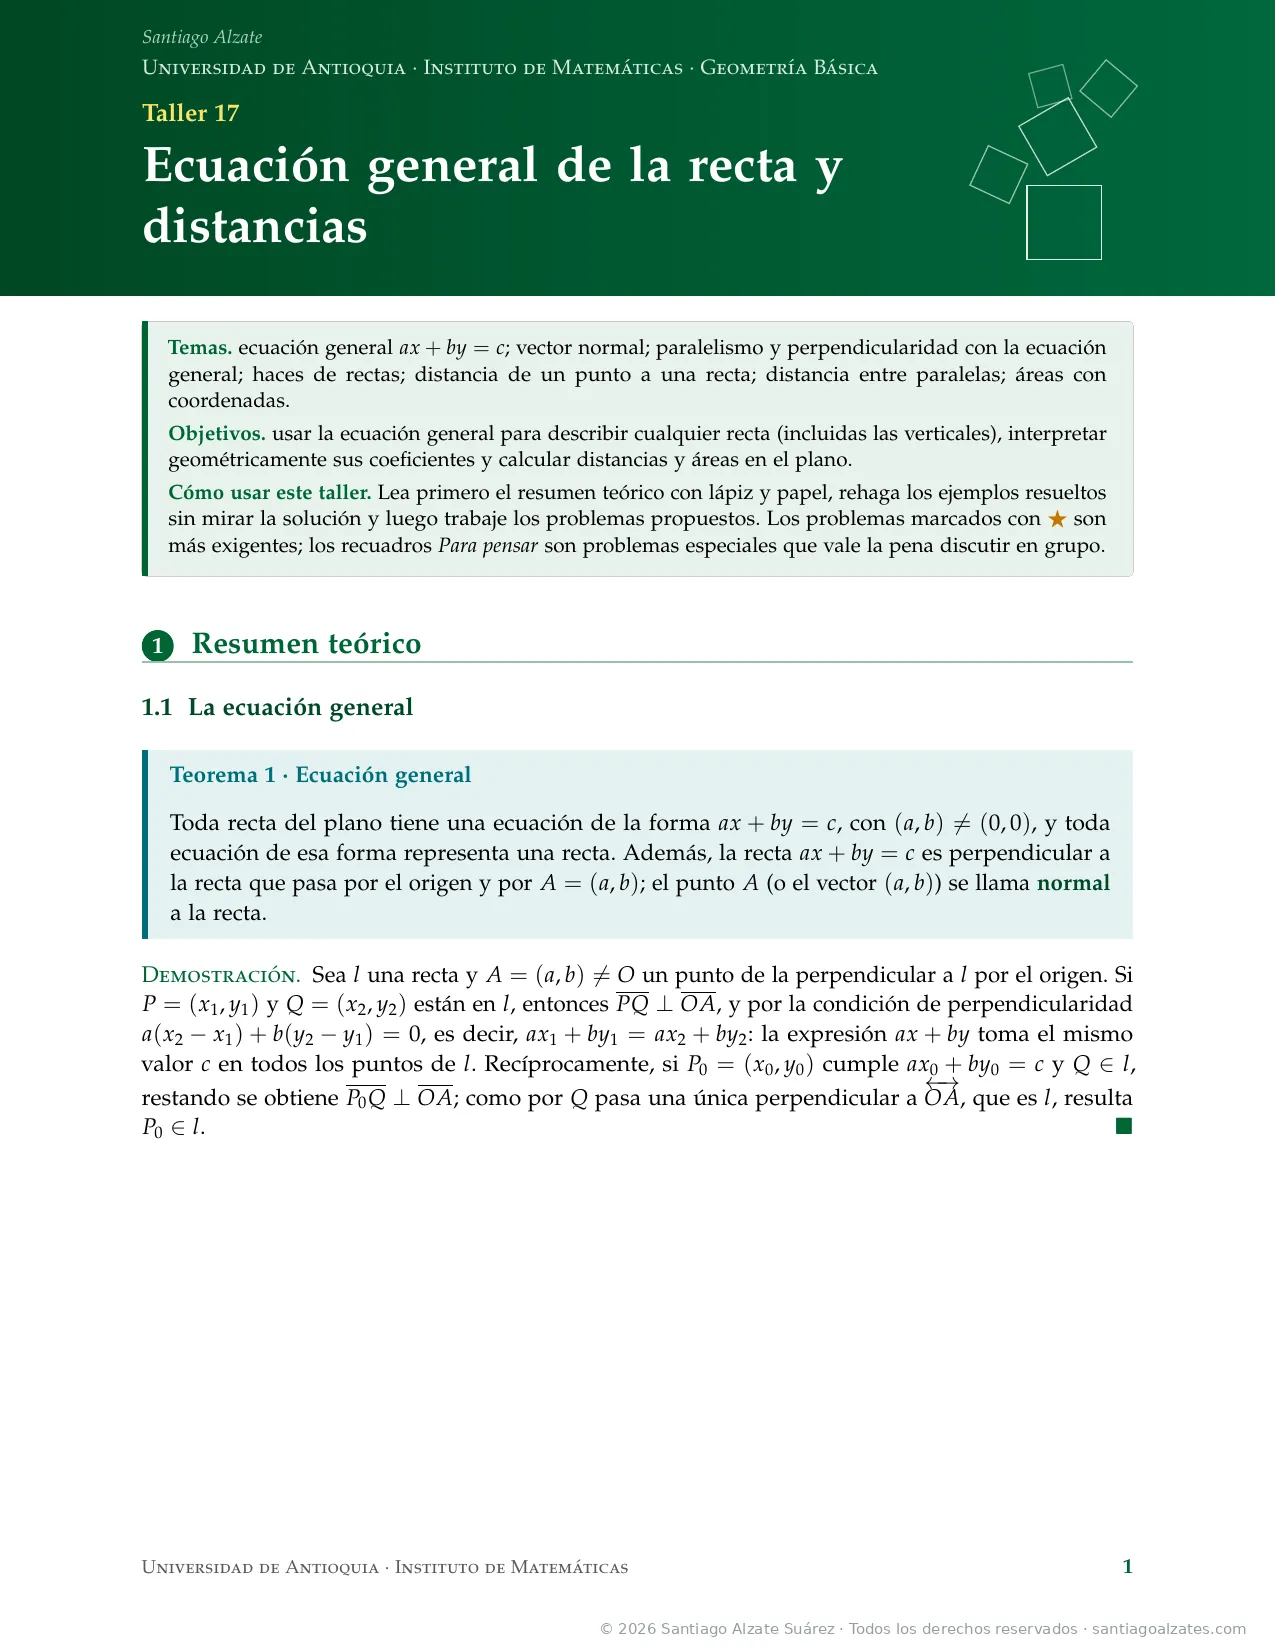 Santiago Alzate
Universidad de Antioquia · Instituto de Matemáticas · Geometría Básica
Taller 17
Ecuación general de la recta y
distancias
Temas. ecuación general ax + by = c; vector normal; paralelismo y perpendicularidad con la ecuación
general; haces de rectas; distancia de un punto a una recta; distancia entre paralelas; áreas con
coordenadas.
Objetivos. usar la ecuación general para describir cualquier recta (incluidas las verticales), interpretar
geométricamente sus coeficientes y calcular distancias y áreas en el plano.
Cómo usar este taller. Lea primero el resumen teórico con lápiz y papel, rehaga los ejemplos resueltos
sin mirar la solución y luego trabaje los problemas propuestos. Los problemas marcados con ★ son
más exigentes; los recuadros Para pensar son problemas especiales que vale la pena discutir en grupo.
1 Resumen teórico
1.1 La ecuación general
Teorema 1 · Ecuación general
Toda recta del plano tiene una ecuación de la forma ax + by = c, con (a, b) ≠ (0, 0), y toda
ecuación de esa forma representa una recta. Además, la recta ax + by = c es perpendicular a
la recta que pasa por el origen y por A = (a, b); el punto A (o el vector (a, b)) se llama normal
a la recta.
Demostración. Sea l una recta y A = (a, b) ≠ O un punto de la perpendicular a l por el origen. Si
P = (x₁, y₁) y Q = (x₂, y₂) están en l, entonces P̅Q̅ ⊥ O̅A̅, y por la condición de perpendicularidad
a(x₂ − x₁) + b(y₂ − y₁) = 0, es decir, ax₁ + by₁ = ax₂ + by₂: la expresión ax + by toma el mismo
valor c en todos los puntos de l. Recíprocamente, si P₀ = (x₀, y₀) cumple ax₀ + by₀ = c y Q ∈ l,
restando se obtiene P̅₀Q̅ ⊥ O̅A̅; como por Q pasa una única perpendicular a O͍A⃡, que es l, resulta
P₀ ∈ l. ■
Universidad de Antioquia · Instituto de Matemáticas 1
© 2026 Santiago Alzate Suárez · Todos los derechos reservados · santiagoalzates.com